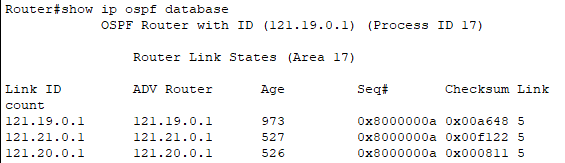 Router#show ip ospf database
OSPF Router with ID (121.19.0.1) (Process ID 17)
Router Link States (Area 17)
Link ID ADV Router Age Seq# Checksum Link
count
121.19.0.1 121.19.0.1 973 0x8000000a 0x00a648 5
121.21.0.1 121.21.0.1 527 0x8000000a 0x00f122 5
121.20.0.1 121.20.0.1 526 0x8000000a 0x000811 5